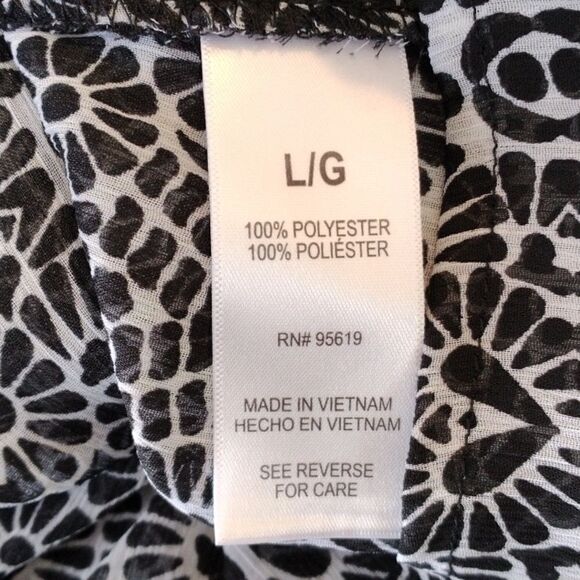 L/G
100% POLYESTER
100% POLIÉSTER
RN# 95619
MADE IN VIETNAM
HECHO EN VIETNAM
SEE REVERSE
FOR CARE